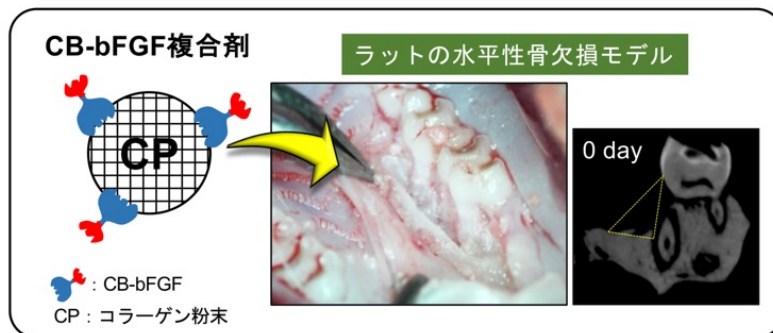 CB-bFGF複合剤
ラットの水平性骨欠損モデル
CP
0 day
: CB-bFGF
CP : コラーゲン粉末